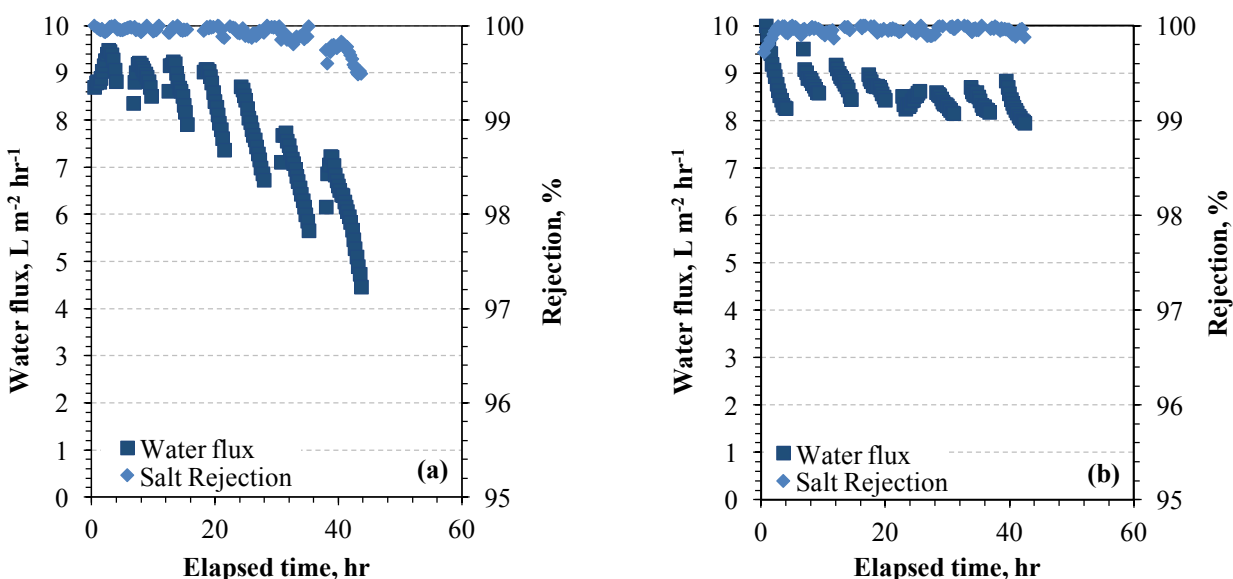 10
9
8
7
6
5
4
3
2
1
0
Water flux, L m⁻² hr⁻¹
100
99
98
97
96
95
Rejection, %
Water flux
Salt Rejection
(a)
0 20 40 60
Elapsed time, hr
10
9
8
7
6
5
4
3
2
1
0
Water flux, L m⁻² hr⁻¹
100
99
98
97
96
95
Rejection, %
Water flux
Salt Rejection
(b)
0 20 40 60
Elapsed time, hr